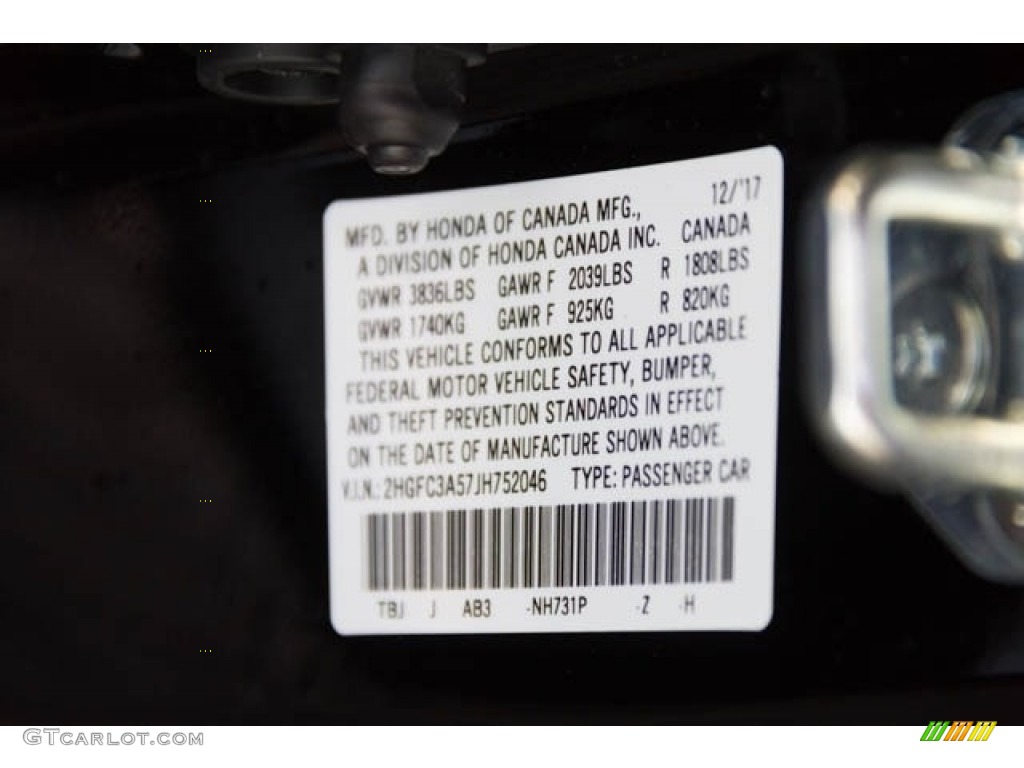 12/'17
MFD. BY HONDA OF CANADA MFG.,
A DIVISION OF HONDA CANADA INC. CANADA
GVWR 3836LBS GAWR F 2039LBS R 1808LBS
GVWR 1740KG GAWR F 925KG R 820KG
THIS VEHICLE CONFORMS TO ALL APPLICABLE
FEDERAL MOTOR VEHICLE SAFETY, BUMPER,
AND THEFT PREVENTION STANDARDS IN EFFECT
ON THE DATE OF MANUFACTURE SHOWN ABOVE.
V.I.N.: 2HGFC3A57JH752046 TYPE: PASSENGER CAR
TBJ J AB3 -NH731P -Z -H
GTCARLOT.COM